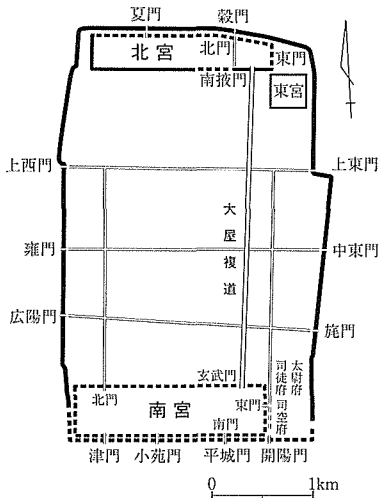 夏門
穀門
北宮
北門
東門
南掖門
東宮
上西門
上東門
大屋複道
雍門
中東門
広陽門
旄門
玄武門
太尉府
司徒府
司空府
北門
南宮
東門
南門
津門
小苑門
平城門
開陽門
0
1km